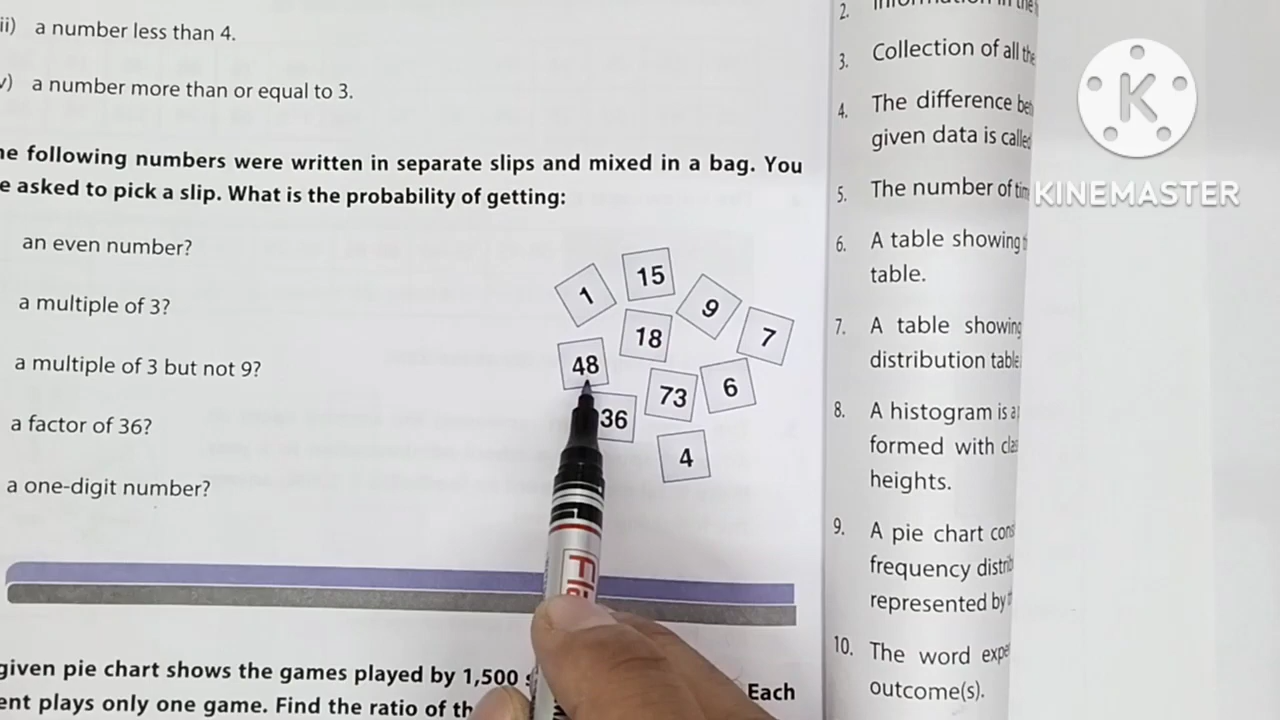 ii) a number less than 4.
v) a number more than or equal to 3.
he following numbers were written in separate slips and mixed in a bag. You
e asked to pick a slip. What is the probability of getting:
an even number?
a multiple of 3?
a multiple of 3 but not 9?
a factor of 36?
a one-digit number?
1
15
9
7
18
48
73
6
36
4
given pie chart shows the games played by 1,500
Each
ent plays only one game. Find the ratio of th
2.
3. Collection of all the
4. The difference be
given data is called
5. The number of tim
6. A table showing
table.
7. A table showing
distribution table
8. A histogram is a
formed with cla
heights.
9. A pie chart cons
frequency distrib
represented by
10. The word expe
outcome(s).
K
KINEMASTER
Fla